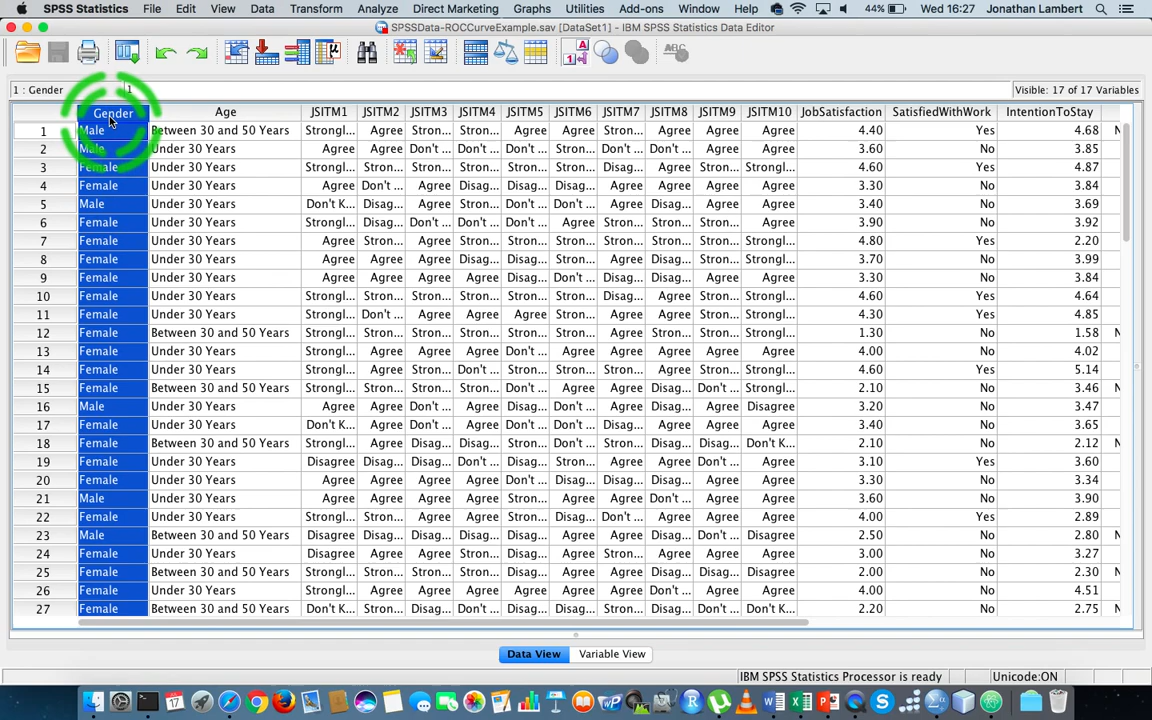 SPSS Statistics File Edit View Data Transform Analyze Direct Marketing Graphs Utilities Add-ons Window Help 44% Wed 16:27 Jonathan Lambert
SPSSData-ROCCurveExample.sav [DataSet1] - IBM SPSS Statistics Data Editor
1 : Gender 1 Visible: 17 of 17 Variables
Gender Age JSITM1 JSITM2 JSITM3 JSITM4 JSITM5 JSITM6 JSITM7 JSITM8 JSITM9 JSITM10 JobSatisfaction SatisfiedWithWork IntentionToStay
1 Male Between 30 and 50 Years Strongl... Agree Stron... Stron... Agree Agree Stron... Agree Stron... Agree 4.40 Yes 4.68 N
2 Male Under 30 Years Agree Agree Don't ... Don't ... Agree Don't ... Stron... Don't ... Agree Agree 3.60 No 3.85
3 Female Under 30 Years Strongl... Stron... Stron... Stron... Stron... Stron... Disag... Agree Stron... Agree 4.60 Yes 4.87
4 Female Under 30 Years Agree Don't ... Agree Disag... Agree Disag... Agree Disag... Agree Agree 3.30 No 3.84
5 Male Under 30 Years Don't K... Disag... Agree Don't ... Disag... Agree Agree Don't ... Agree Agree 3.40 No 3.69
6 Female Under 30 Years Strongl... Disag... Don't ... Don't ... Don't ... Agree Stron... Agree Stron... Agree 3.90 No 3.92
7 Female Under 30 Years Agree Stron... Agree Stron... Stron... Stron... Stron... Stron... Stron... Strongl... 4.80 Yes 2.20
8 Female Under 30 Years Agree Agree Agree Disag... Disag... Agree Agree Agree Agree Strongl... 3.70 No 3.99
9 Female Under 30 Years Agree Agree Agree Agree Disag... Don't ... Disag... Disag... Agree Agree 3.30 No 3.84
10 Female Under 30 Years Strongl... Stron... Stron... Stron... Stron... Stron... Disag... Agree Stron... Strongl... 4.60 Yes 4.64
11 Female Under 30 Years Strongl... Don't ... Agree Agree Agree Stron... Stron... Agree Stron... Agree 4.30 Yes 4.85
12 Female Between 30 and 50 Years Strongl... Stron... Stron... Stron... Stron... Agree Stron... Stron... Stron... Strongl... 1.30 No 1.58 N
13 Female Under 30 Years Strongl... Agree Agree Agree Don't ... Agree Agree Agree Agree Agree 4.00 No 4.02
14 Female Under 30 Years Strongl... Agree Agree Stron... Stron... Stron... Agree Stron... Agree Strongl... 4.60 Yes 5.14
15 Female Between 30 and 50 Years Strongl... Agree Agree Stron... Don't ... Agree Agree Disag... Don't ... Strongl... 2.10 No 3.46 N
16 Male Under 30 Years Agree Agree Don't ... Don't ... Disag... Don't ... Agree Agree Agree Disagree 3.20 No 3.47
17 Female Under 30 Years Don't K... Agree Don't ... Agree Disag... Agree Agree Disag... Agree Agree 3.40 No 3.65
18 Female Between 30 and 50 Years Strongl... Agree Disag... Disag... Stron... Don't ... Agree Disag... Disag... Don't K... 2.10 No 2.12 N
19 Female Under 30 Years Disagree Disag... Disag... Don't ... Disag... Stron... Agree Agree Don't ... Agree 3.10 Yes 3.60
20 Female Under 30 Years Agree Agree Agree Agree Don't ... Disag... Disag... Disag... Agree Agree 3.30 No 3.34
21 Male Under 30 Years Agree Agree Agree Agree Stron... Agree Agree Don't ... Agree Agree 3.60 No 3.90
22 Female Under 30 Years Strongl... Stron... Agree Agree Stron... Disag... Don't ... Agree Agree Agree 4.00 Yes 2.89
23 Male Between 30 and 50 Years Disagree Disag... Disag... Agree Agree Agree Agree Agree Agree Agree 2.50 No 2.80 N
24 Female Under 30 Years Disagree Agree Agree Stron... Disag... Agree Stron... Disag... Agree Agree 3.00 No 3.27
25 Female Between 30 and 50 Years Strongl... Agree Stron... Stron... Disag... Agree Agree Disag... Agree Disagree 2.00 No 2.30 N
26 Female Under 30 Years Strongl... Agree Stron... Agree Agree Don't ... Disag... Agree Stron... Agree 4.00 No 4.51
27 Female Between 30 and 50 Years Don't K... Stron... Disag... Agree Stron... Disag... Agree Disag... Don't ... Don't K... 2.20 No 2.75 N
Data View Variable View
IBM SPSS Statistics Processor is ready Unicode:ON